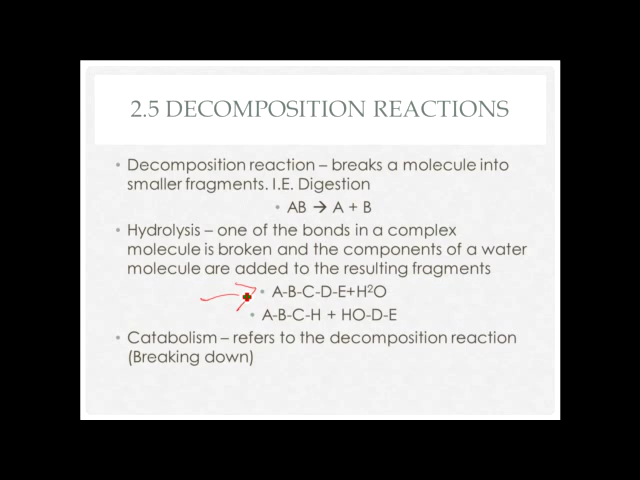 2.5 DECOMPOSITION REACTIONS
• Decomposition reaction – breaks a molecule into
smaller fragments. I.E. Digestion
• AB → A + B
• Hydrolysis – one of the bonds in a complex
molecule is broken and the components of a water
molecule are added to the resulting fragments
• A-B-C-D-E+H²O
• A-B-C-H + HO-D-E
• Catabolism – refers to the decomposition reaction
(Breaking down)